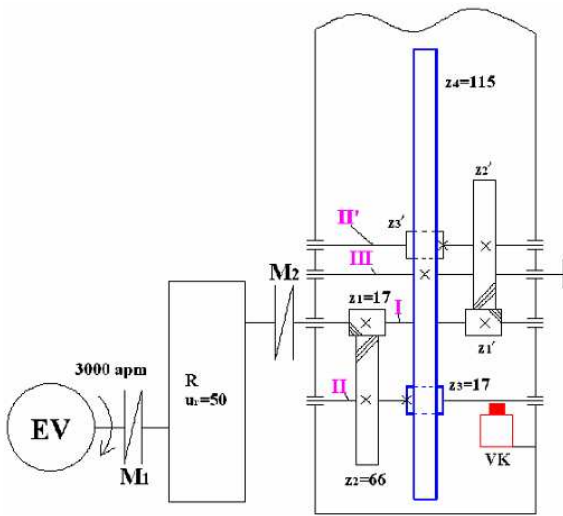 z₄=115
z₂′
z₃′
II′
III
M₂
z₁=17
I
z₁′
3000 apm
R
uᵣ=50
z₃=17
II
EV
M₁
VK
z₂=66